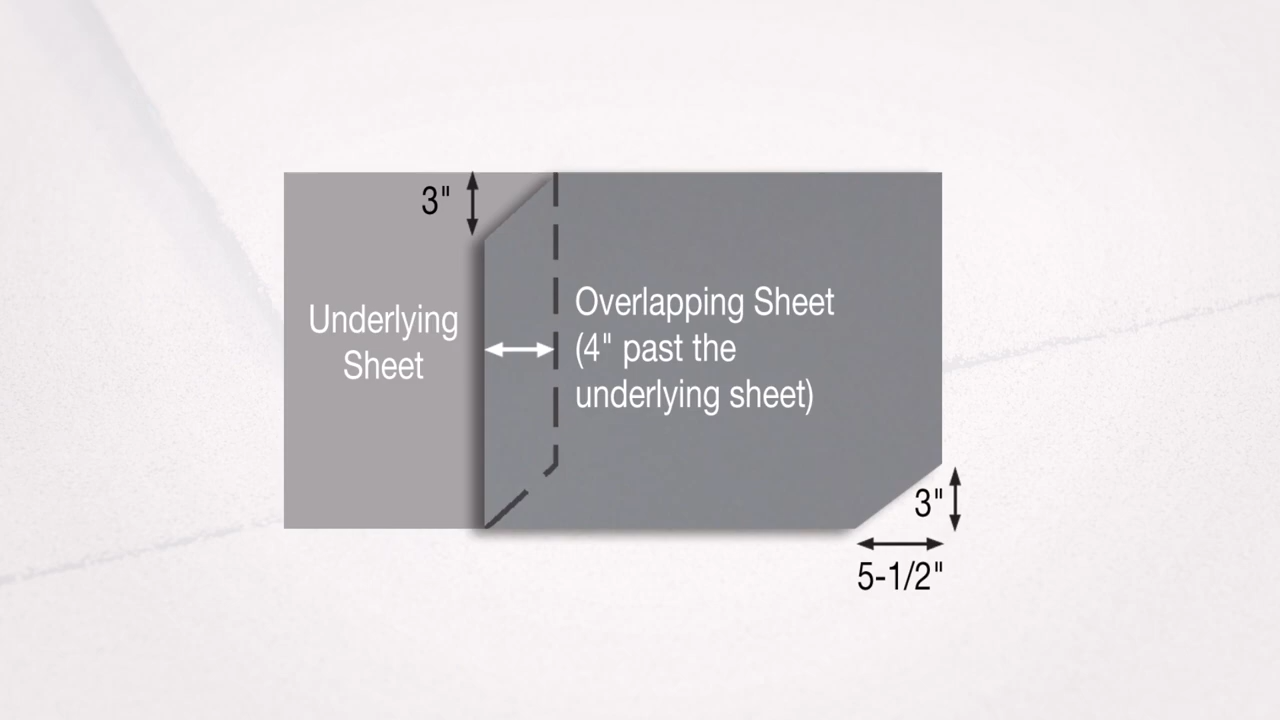 3"
Underlying
Sheet
Overlapping Sheet
(4" past the
underlying sheet)
3"
5-1/2"